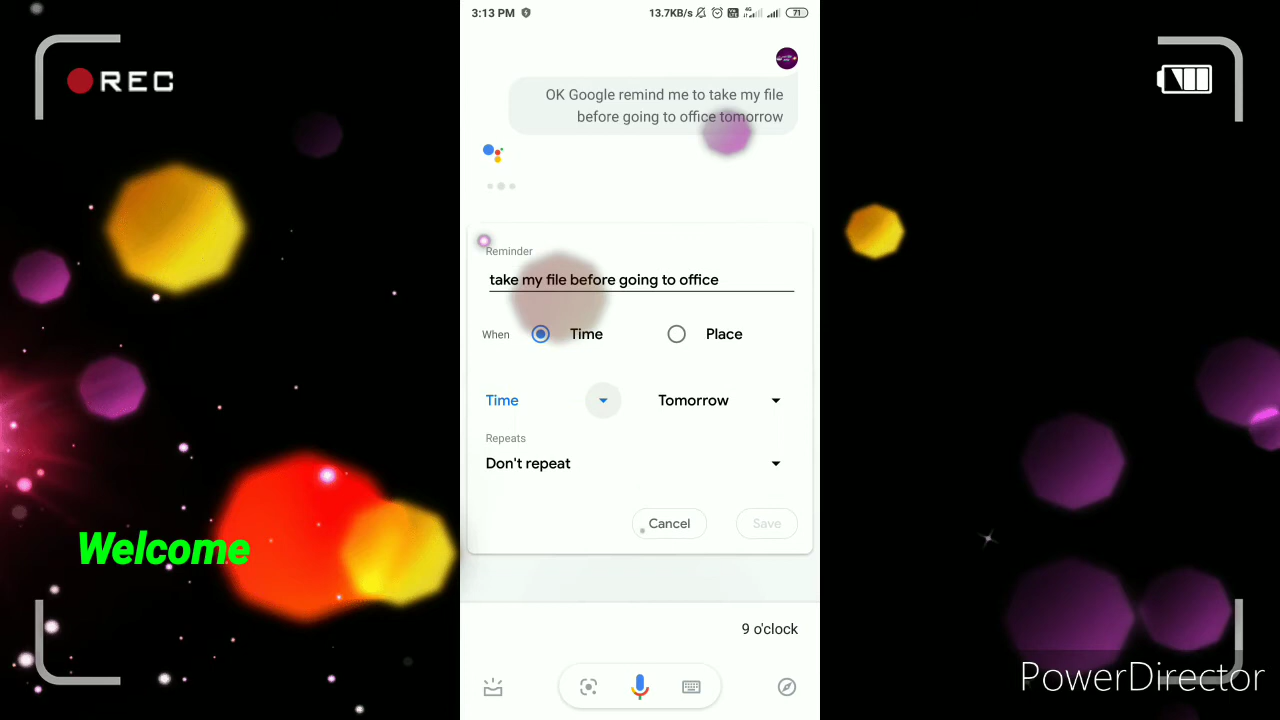 REC
3:13 PM
13.7KB/s
4G
71
OK Google remind me to take my file
before going to office tomorrow
Reminder
take my file before going to office
When
Time
Place
Time
Tomorrow
Repeats
Don't repeat
Cancel
Save
Welcome
9 o'clock
PowerDirector